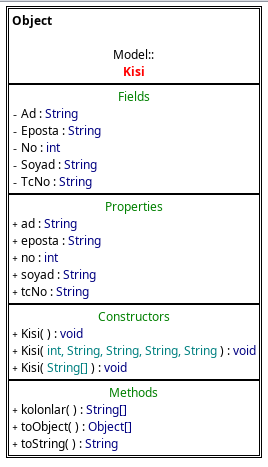 Object
Model::
Kisi
Fields
- Ad : String
- Eposta : String
- No : int
- Soyad : String
- TcNo : String
Properties
+ ad : String
+ eposta : String
+ no : int
+ soyad : String
+ tcNo : String
Constructors
+ Kisi( ) : void
+ Kisi( int, String, String, String, String ) : void
+ Kisi( String[] ) : void
Methods
+ kolonlar( ) : String[]
+ toObject( ) : Object[]
+ toString( ) : String